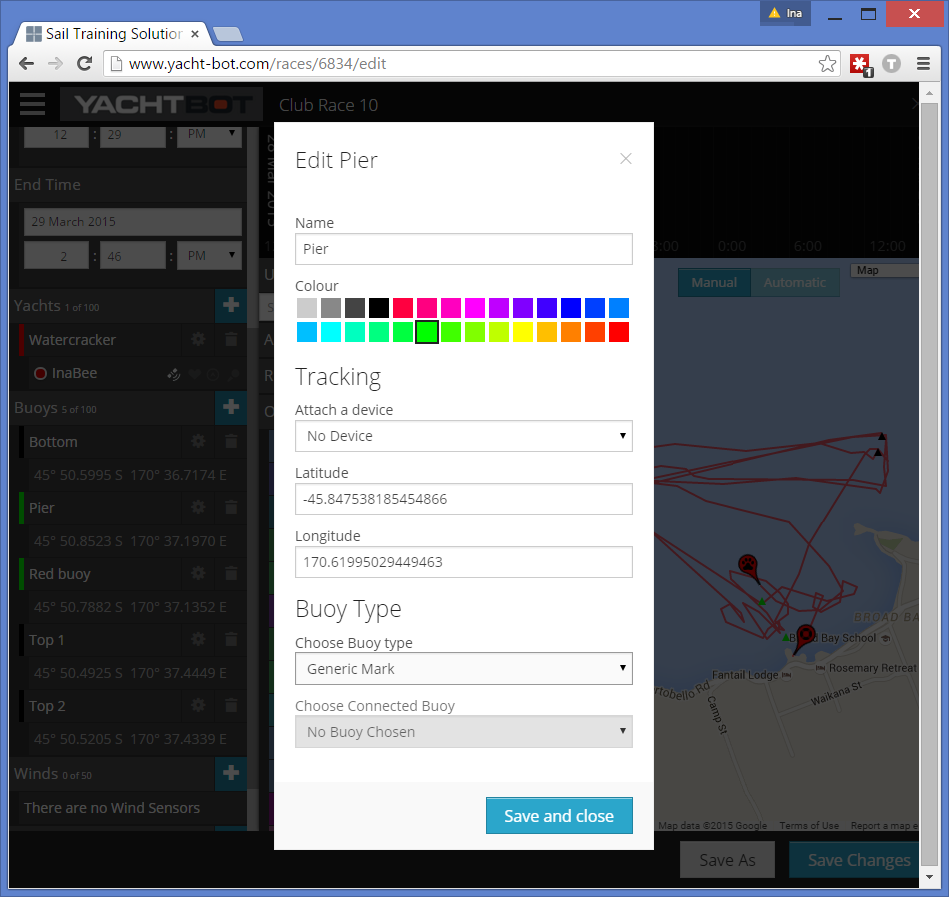 Ina
Sail Training Solution
www.yacht-bot.com/races/6834/edit
1
T
YACHTBOT
Club Race 10
12 : 29 : PM
End Time
29 March 2015
2 : 46 : PM
Yachts 1 of 100
Watercracker
InaBee
Buoys 5 of 100
Bottom
45° 50.5995 S 170° 36.7174 E
Pier
45° 50.8523 S 170° 37.1970 E
Red buoy
45° 50.7882 S 170° 37.1352 E
Top 1
45° 50.4925 S 170° 37.4449 E
Top 2
45° 50.5205 S 170° 37.4339 E
Winds 0 of 50
There are no Wind Sensors
Edit Pier
Name
Pier
Colour
Tracking
Attach a device
No Device
Latitude
-45.847538185454866
Longitude
170.61995029449463
Buoy Type
Choose Buoy type
Generic Mark
Choose Connected Buoy
No Buoy Chosen
Save and close
0:00 6:00 12:00
Manual Automatic
Map
BROAD BA
Bay School
Rosemary Retreat
Fantail Lodge
Waikana St
Camp St
Map data ©2015 Google Terms of Use Report a map e
Save As Save Changes